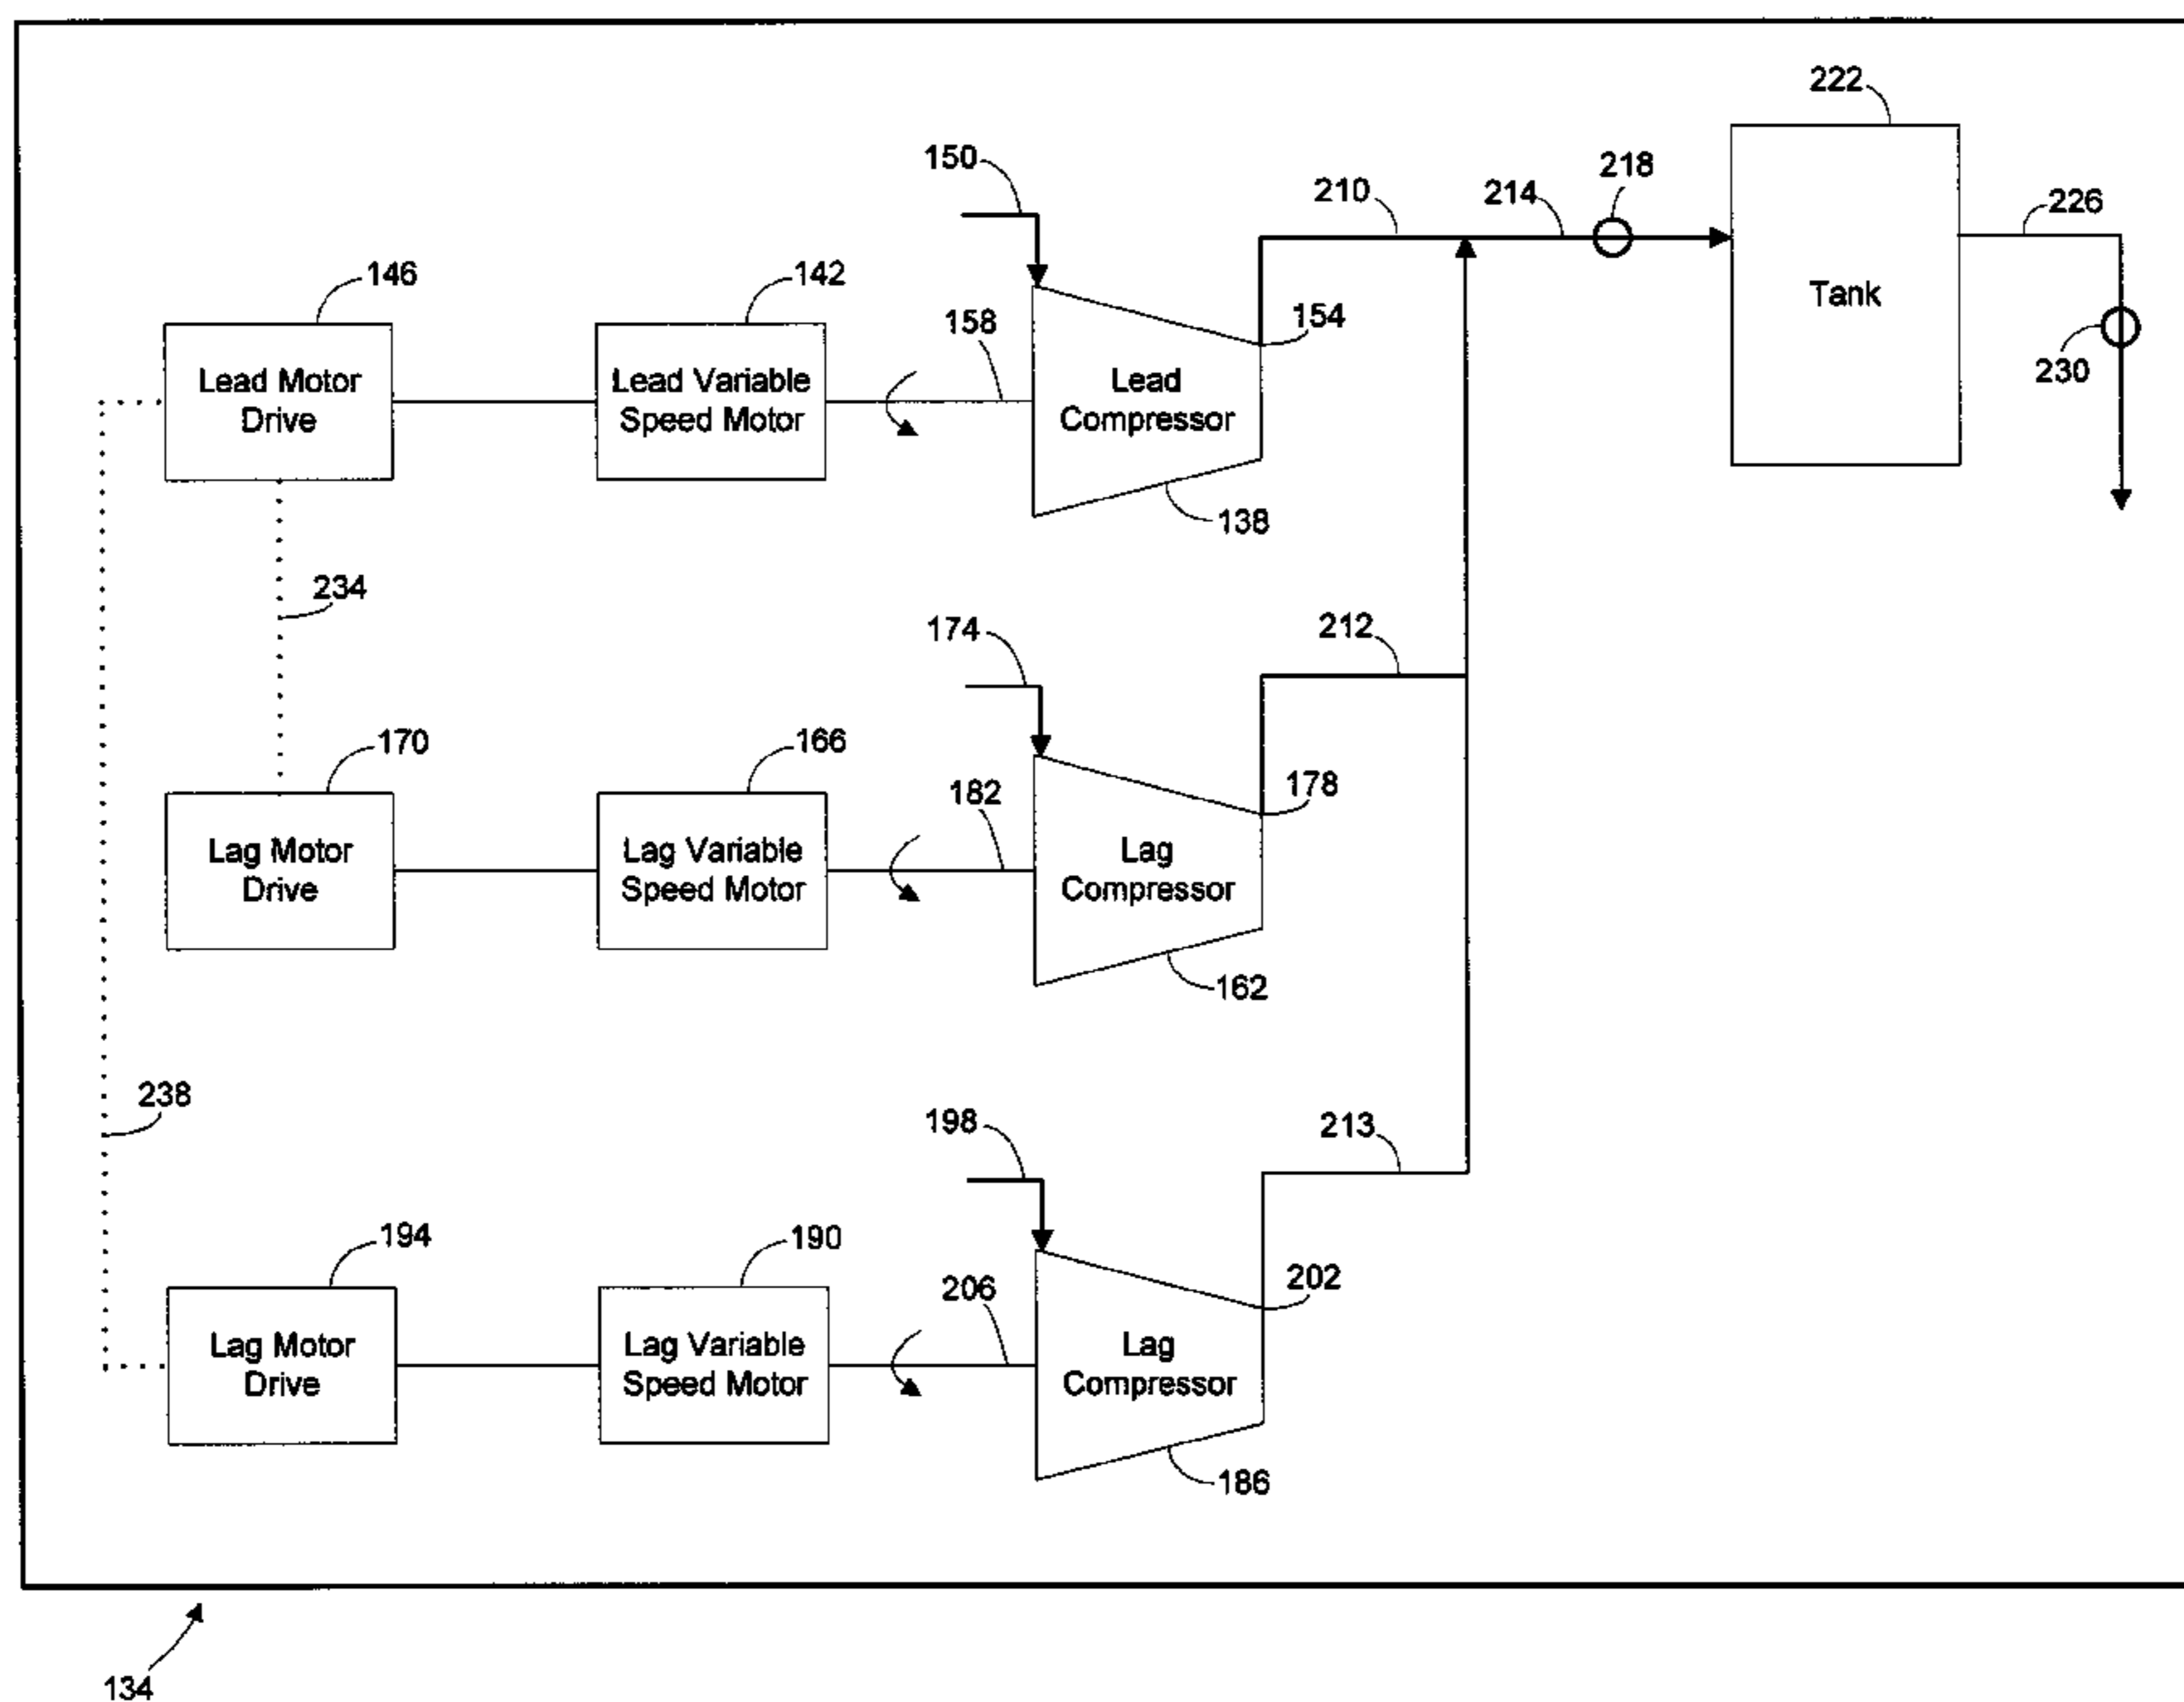 222
150
210
214
218
226
146
142
158
154
Tank
230
Lead Motor
Drive
Lead Variable
Speed Motor
Lead
Compressor
138
234
174
212
170
166
182
178
Lag Motor
Drive
Lag Variable
Speed Motor
Lag
Compressor
162
238
198
213
194
190
206
202
Lag Motor
Drive
Lag Variable
Speed Motor
Lag
Compressor
186
134